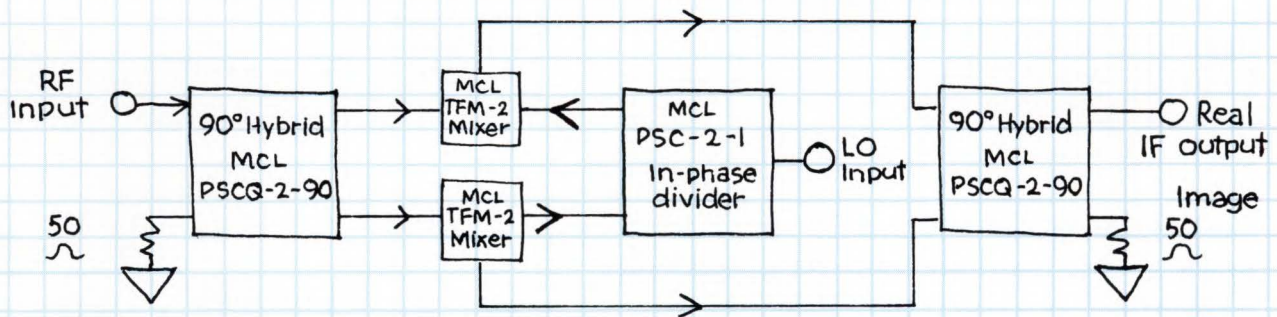 RF
Input
90° Hybrid
MCL
PSCQ-2-90
50
MCL
TFM-2
Mixer
MCL
TFM-2
Mixer
MCL
PSC-2-1
In-phase
divider
LO
Input
90° Hybrid
MCL
PSCQ-2-90
Real
IF output
Image
50